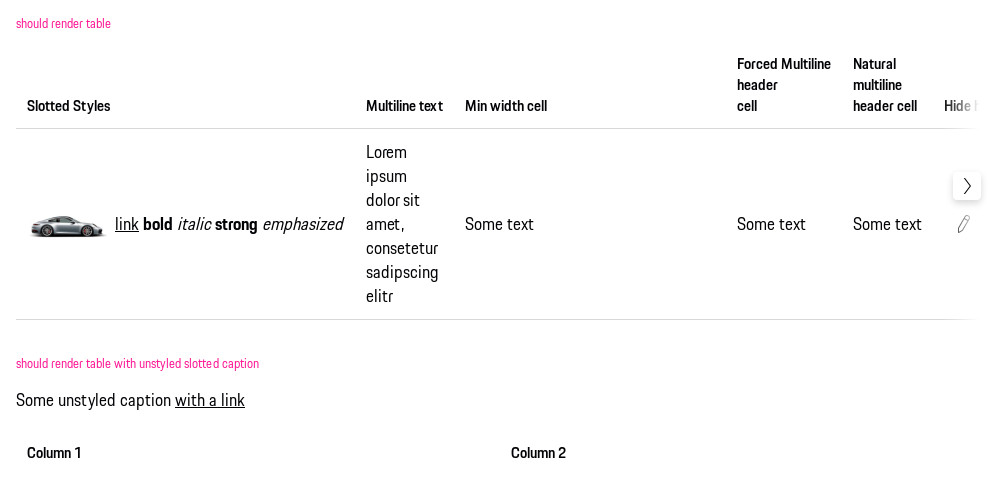 should render table
Forced Multiline
header
cell
Natural
multiline
header cell
Slotted Styles
Multiline text
Min width cell
Hide
Lorem
ipsum
dolor sit
amet,
consetetur
sadipscing
elitr
link bold italic strong emphasized
Some text
Some text
Some text
should render table with unstyled slotted caption
Some unstyled caption with a link
Column 1
Column 2